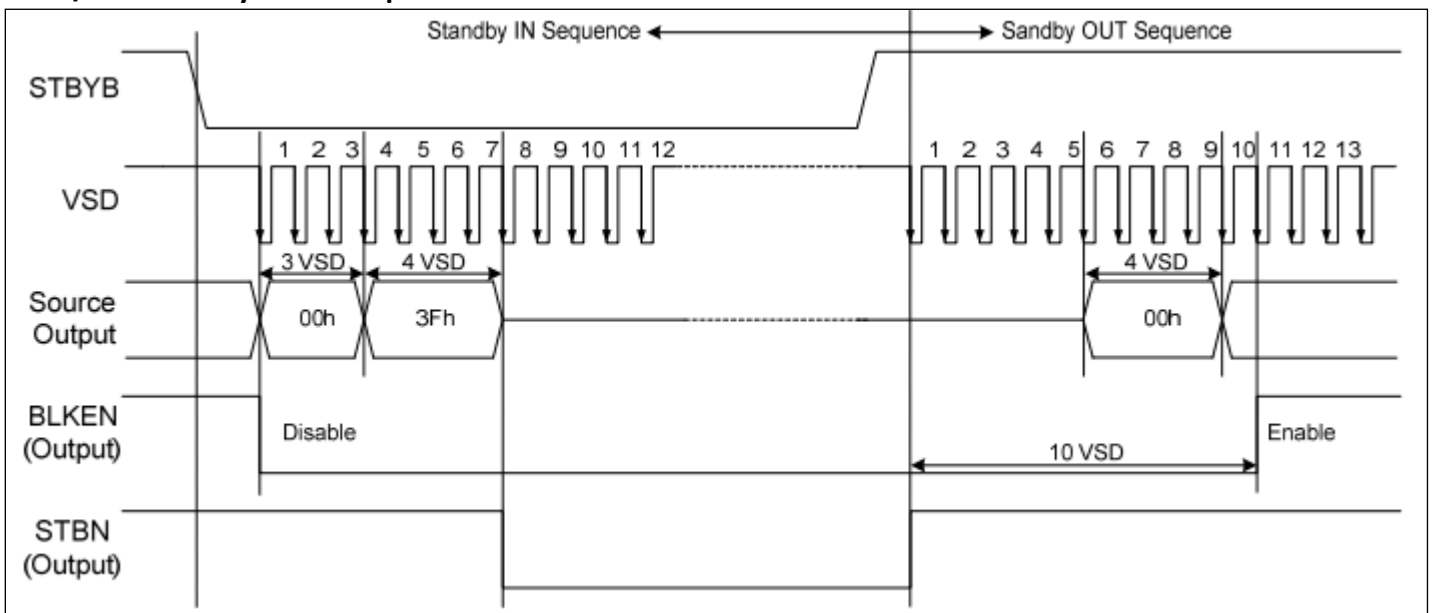 Standby IN Sequence
Sandby OUT Sequence
STBYB
1 2 3 4 5 6 7 8 9 10 11 12
1 2 3 4 5 6 7 8 9 10 11 12 13
VSD
3 VSD
4 VSD
4 VSD
Source
Output
00h
3Fh
00h
BLKEN
(Output)
Disable
10 VSD
Enable
STBN
(Output)